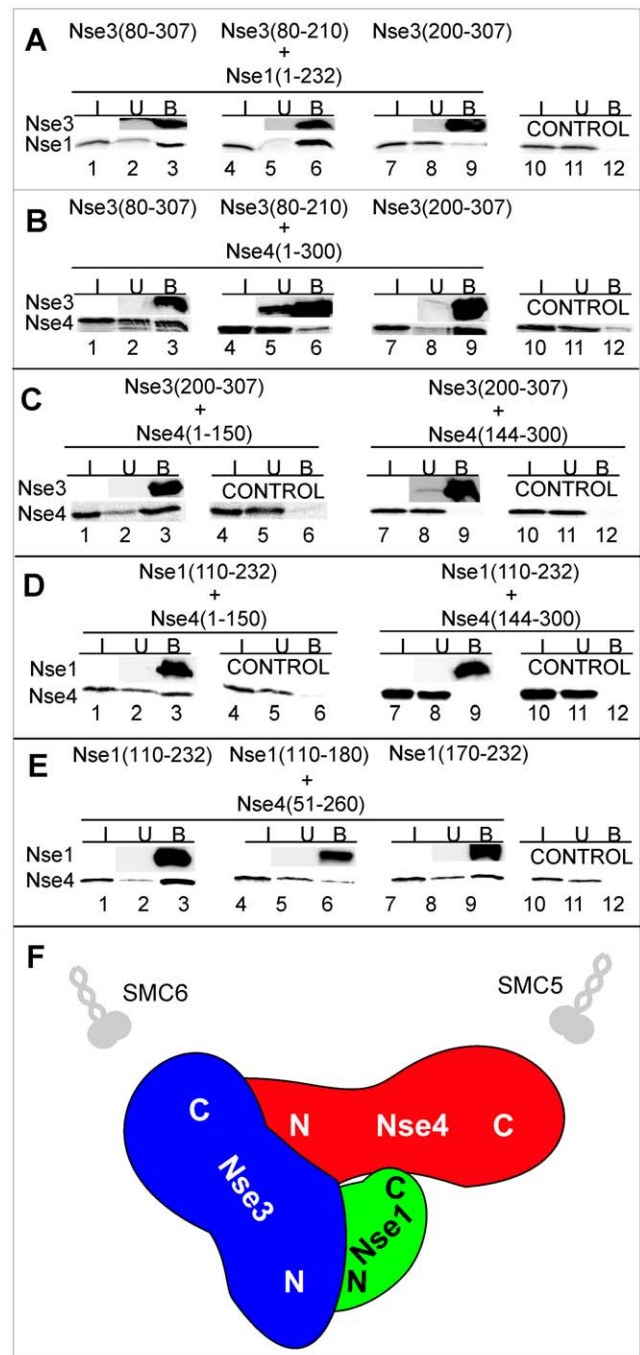 A
Nse3(80-307) Nse3(80-210) Nse3(200-307)
+
Nse1(1-232)
I U B I U B I U B I U B
Nse3 CONTROL
Nse1
1 2 3 4 5 6 7 8 9 10 11 12
B
Nse3(80-307) Nse3(80-210) Nse3(200-307)
+
Nse4(1-300)
I U B I U B I U B I U B
Nse3 CONTROL
Nse4
1 2 3 4 5 6 7 8 9 10 11 12
C
Nse3(200-307) Nse3(200-307)
+ +
Nse4(1-150) Nse4(144-300)
I U B I U B I U B I U B
Nse3 CONTROL CONTROL
Nse4
1 2 3 4 5 6 7 8 9 10 11 12
D
Nse1(110-232) Nse1(110-232)
+ +
Nse4(1-150) Nse4(144-300)
I U B I U B I U B I U B
Nse1 CONTROL CONTROL
Nse4
1 2 3 4 5 6 7 8 9 10 11 12
E
Nse1(110-232) Nse1(110-180) Nse1(170-232)
+
Nse4(51-260)
I U B I U B I U B I U B
Nse1 CONTROL
Nse4
1 2 3 4 5 6 7 8 9 10 11 12
F
SMC6 SMC5
C N Nse4 C
Nse3
C
Nse1
N N